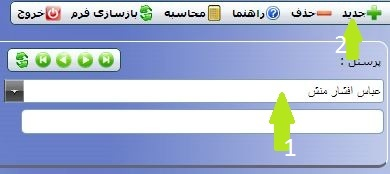 جدید حذف راهنما محاسبه بازسازی فرم خروج
2
پرسنل :
عباس افشار منش
1